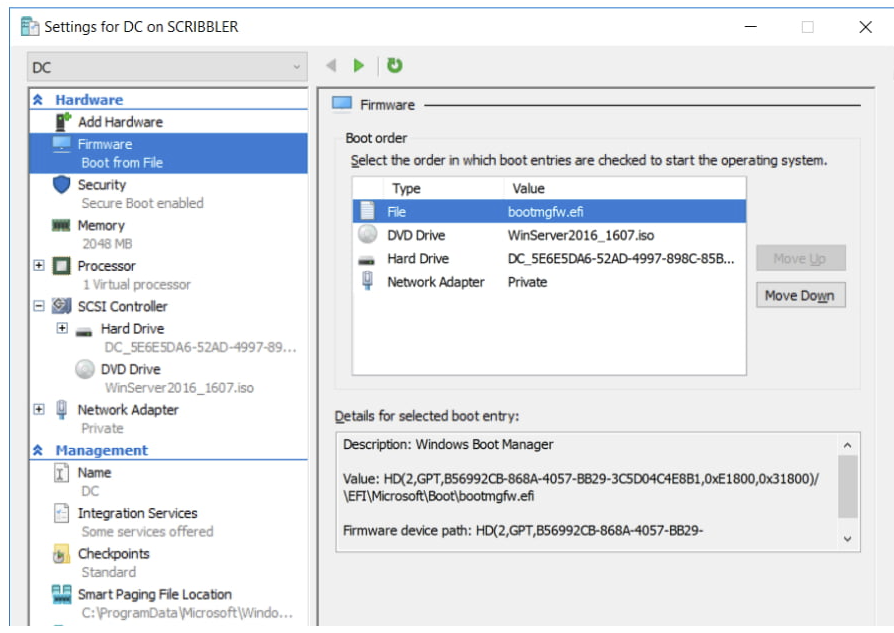 Settings for DC on SCRIBBLER
DC
Hardware
Add Hardware
Firmware
Boot from File
Security
Secure Boot enabled
Memory
2048 MB
Processor
1 Virtual processor
SCSI Controller
Hard Drive
DC_5E6E5DA6-52AD-4997-89...
DVD Drive
WinServer2016_1607.iso
Network Adapter
Private
Management
Name
DC
Integration Services
Some services offered
Checkpoints
Standard
Smart Paging File Location
C:\ProgramData\Microsoft\Windo...
Firmware
Boot order
Select the order in which boot entries are checked to start the operating system.
Type Value
File bootmgfw.efi
DVD Drive WinServer2016_1607.iso
Hard Drive DC_5E6E5DA6-52AD-4997-898C-85B...
Network Adapter Private
Move Up
Move Down
Details for selected boot entry:
Description: Windows Boot Manager
Value: HD(2,GPT,B56992CB-868A-4057-BB29-3C5D04C4E8B1,0xE1800,0x31800)/
\EFI\Microsoft\Boot\bootmgfw.efi
Firmware device path: HD(2,GPT,B56992CB-868A-4057-BB29-